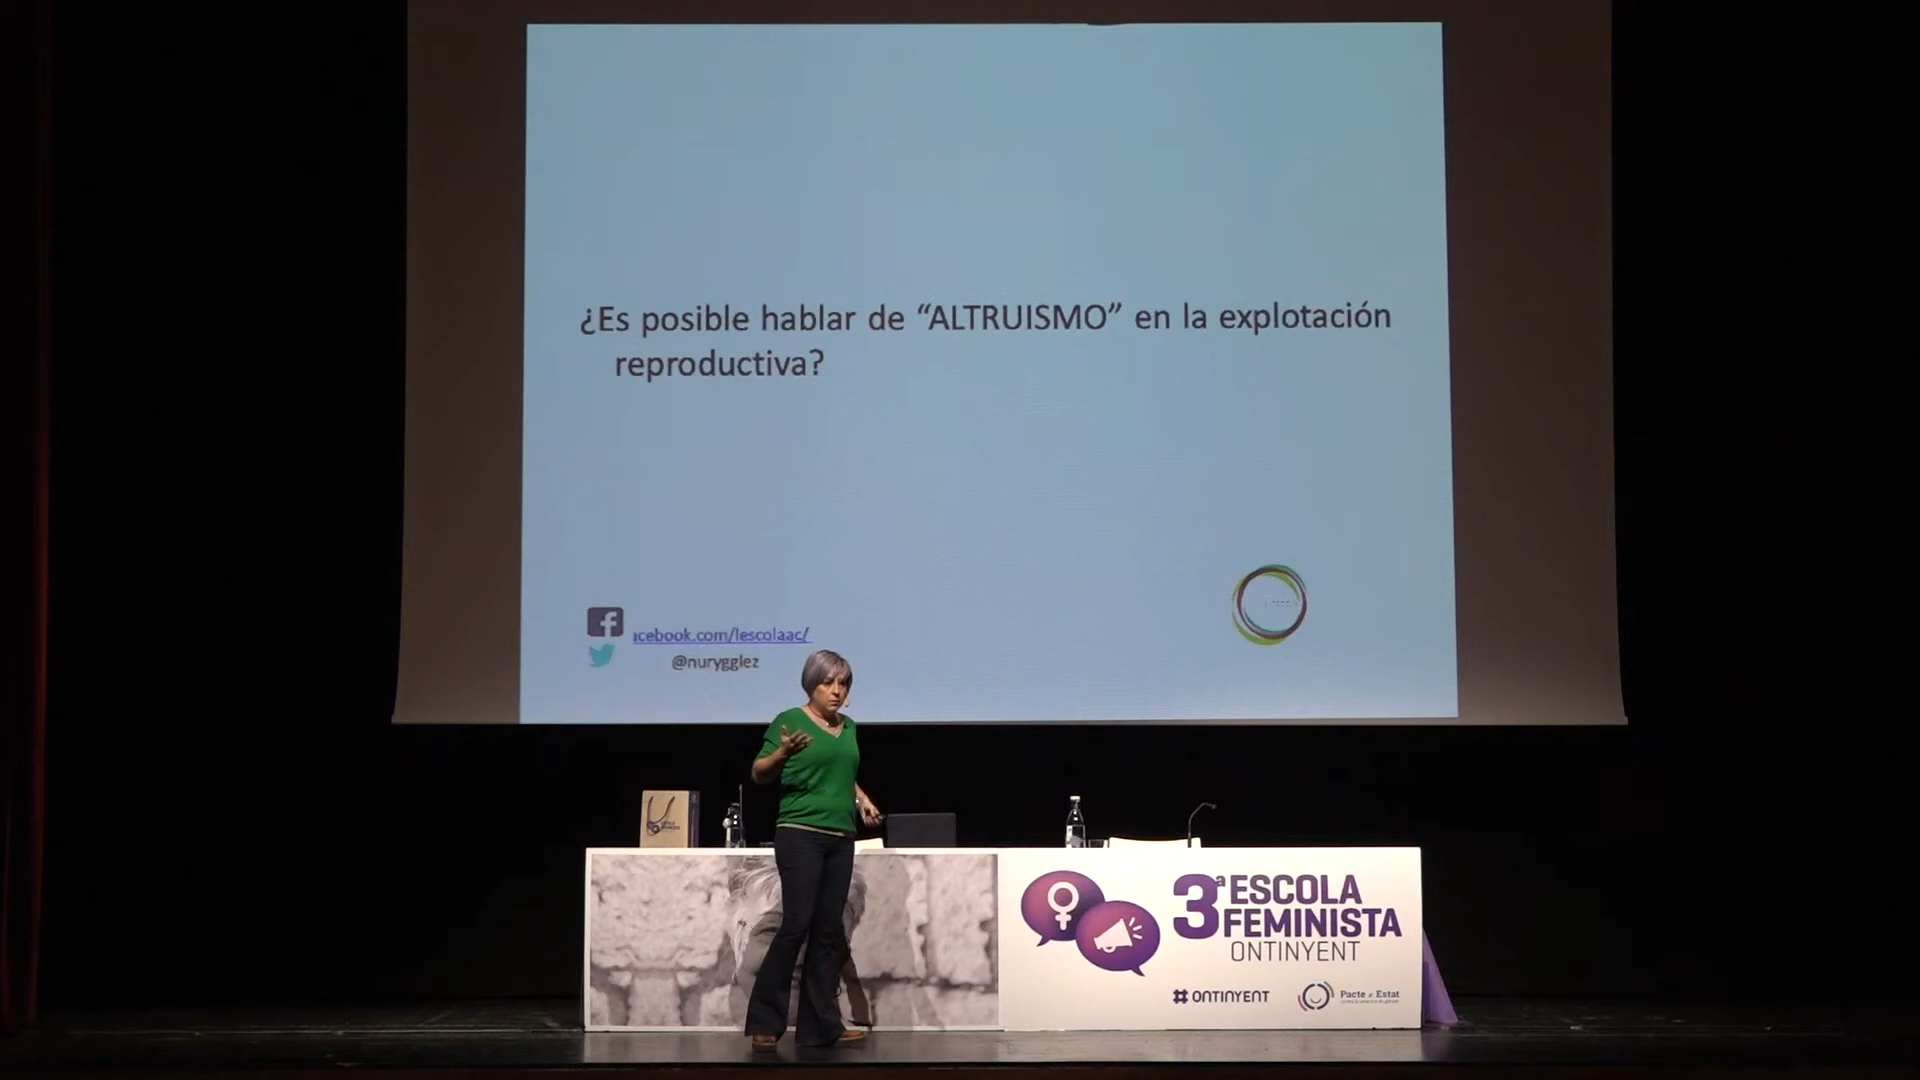 ¿Es posible hablar de “ALTRUISMO” en la explotación
reproductiva?
icebook.com/lescolaac/
@nurygglez
3ª ESCOLA
FEMINISTA
ONTINYENT
ONTINYENT
Pacte d' Estat